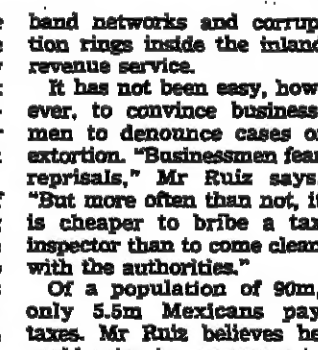 band networks and corrup
tion rings inside the inland
revenue service.
It has not been easy, how
ever, to convince business
men to denounce cases o
extortion. "Businessmen fear
reprisals," Mr Ruiz says
"But more often than not, it
is cheaper to bribe a tax
inspector than to come clean
with the authorities."
Of a population of 90m,
only 5.5m Mexicans pay
taxes. Mr Ruiz believes he